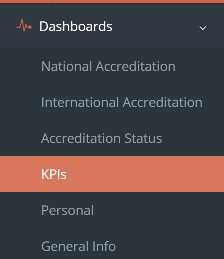 Dashboards
National Accreditation
International Accreditation
Accreditation Status
KPIs
Personal
General Info